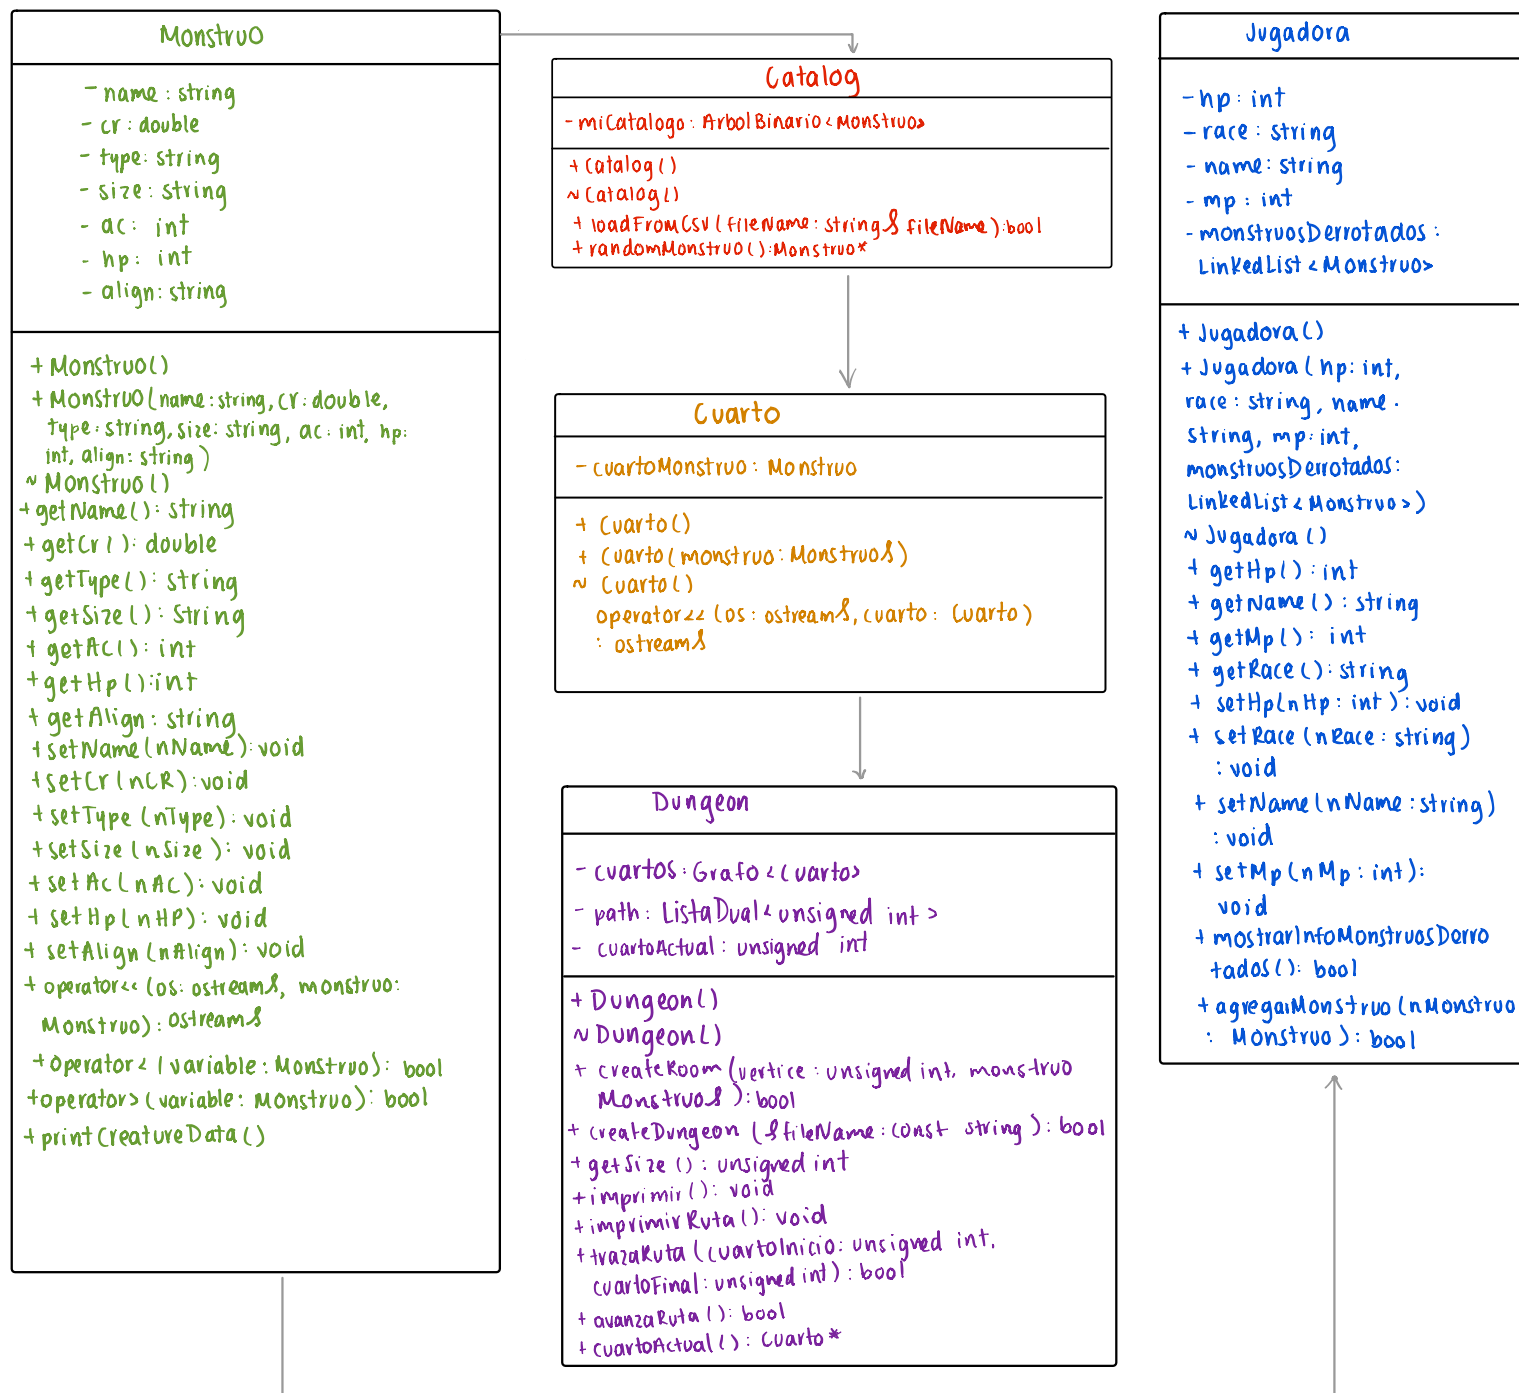 Monstruo
- name: string
- cr: double
- type: string
- size: string
- ac: int
- hp: int
- align: string
+ Monstruo()
+ Monstruo(name: string, cr: double,
type: string, size: string, ac: int, hp:
int, align: string)
~ Monstruo()
+ getName(): string
+ getCr(): double
+ getType(): string
+ getSize(): String
+ getAC(): int
+ getHp(): int
+ getAlign: string
+ setName(nName): void
+ setCr(nCR): void
+ setType(nType): void
+ setSize(nSize): void
+ setAc(nAC): void
+ setHp(nHP): void
+ setAlign(nAlign): void
+ operator<< (os: ostream&, monstruo:
Monstruo): ostream&
+ operator< (variable: Monstruo): bool
+ operator> (variable: Monstruo): bool
+ printCreatureData()
Catalog
- miCatalogo: ArbolBinario<Monstruo>
+ Catalog()
~ Catalog()
+ loadFromCsv(fileName: string& fileName): bool
+ randomMonstruo(): Monstruo*
Cuarto
- cuartoMonstruo: Monstruo
+ Cuarto()
+ Cuarto(monstruo: Monstruo&)
~ Cuarto()
operator<< (os: ostream&, cuarto: Cuarto)
: ostream&
Dungeon
- cuartos: Grafo<Cuarto>
- path: ListaDual<unsigned int>
- cuartoActual: unsigned int
+ Dungeon()
~ Dungeon()
+ createRoom(vertice: unsigned int, monstruo
Monstruo&): bool
+ createDungeon(&fileName: const string): bool
+ getSize(): unsigned int
+ imprimir(): void
+ imprimirRuta(): void
+ trazaRuta(cuartoInicio: unsigned int,
cuartoFinal: unsigned int): bool
+ avanzaRuta(): bool
+ cuartoActual(): Cuarto*
Jugadora
- hp: int
- race: string
- name: string
- mp: int
- monstruosDerrotados:
LinkedList<Monstruo>
+ Jugadora()
+ Jugadora(hp: int,
race: string, name:
string, mp: int,
monstruosDerrotados:
LinkedList<Monstruo>)
~ Jugadora()
+ getHp(): int
+ getName(): string
+ getMp(): int
+ getRace(): string
+ setHp(nHp: int): void
+ setRace(nRace: string)
: void
+ setName(nName: string)
: void
+ setMp(nMp: int):
void
+ mostrarInfoMonstruosDerro
tados(): bool
+ agregarMonstruo(nMonstruo
: Monstruo): bool